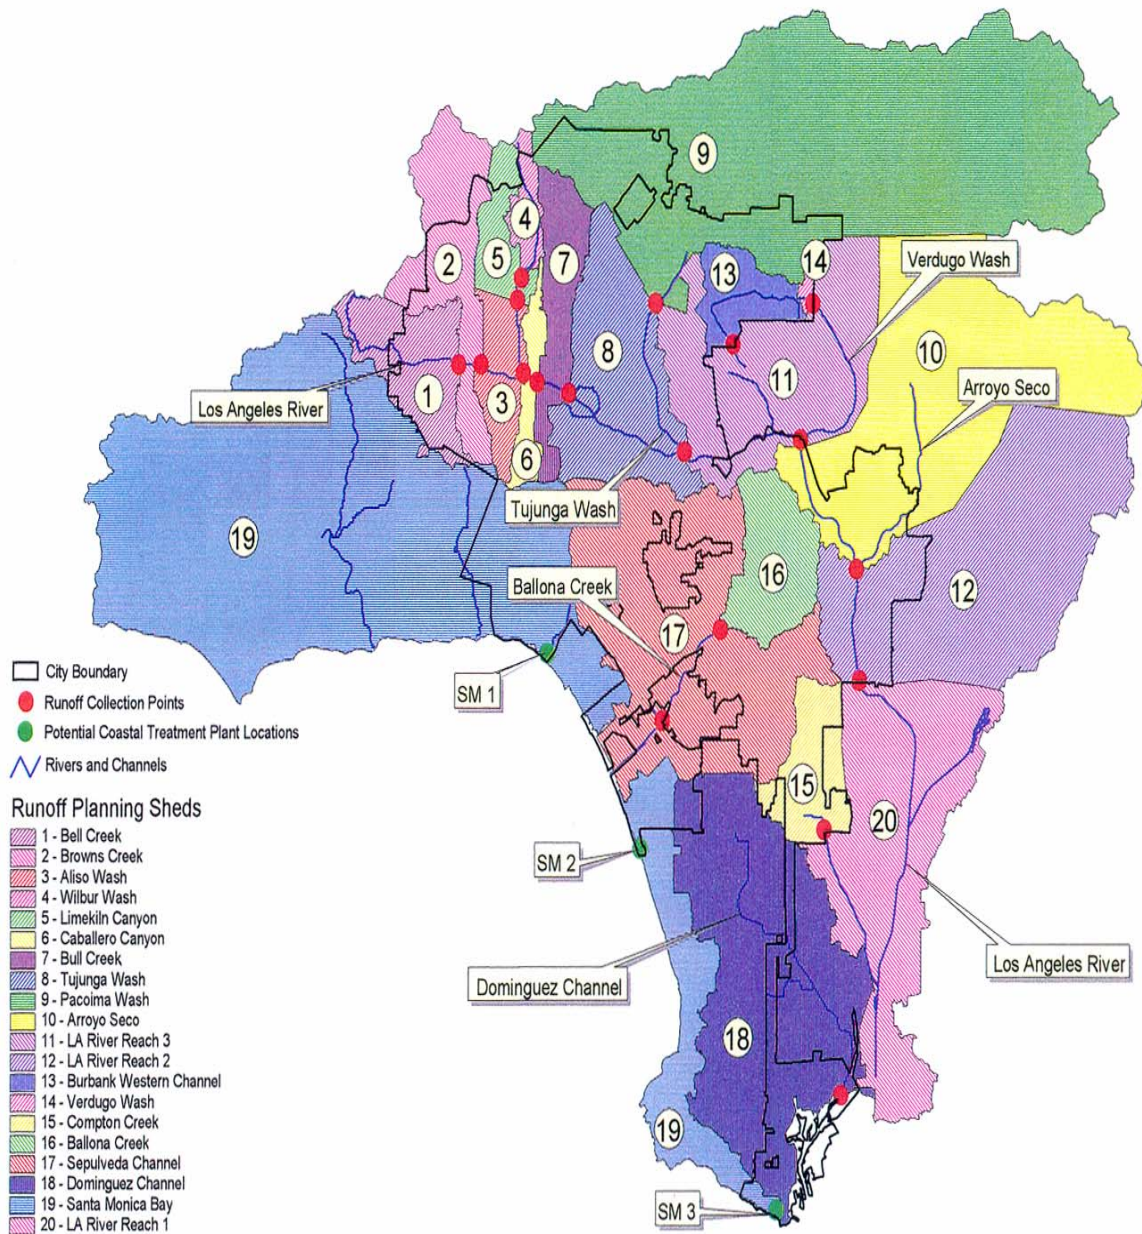 9
4
2
5
7
13
14
Verdugo Wash
10
8
11
Arroyo Seco
1
3
Los Angeles River
6
Tujunga Wash
19
16
12
Ballona Creek
17
City Boundary
SM 1
Runoff Collection Points
Potential Coastal Treatment Plant Locations
Rivers and Channels
15
20
Runoff Planning Sheds
1 - Bell Creek
2 - Browns Creek
3 - Aliso Wash
4 - Wilbur Wash
5 - Limekiln Canyon
6 - Caballero Canyon
7 - Bull Creek
8 - Tujunga Wash
9 - Pacoima Wash
10 - Arroyo Seco
11 - LA River Reach 3
12 - LA River Reach 2
13 - Burbank Western Channel
14 - Verdugo Wash
15 - Compton Creek
16 - Ballona Creek
17 - Sepulveda Channel
18 - Dominguez Channel
19 - Santa Monica Bay
20 - LA River Reach 1
SM 2
Los Angeles River
Dominguez Channel
18
19
SM 3